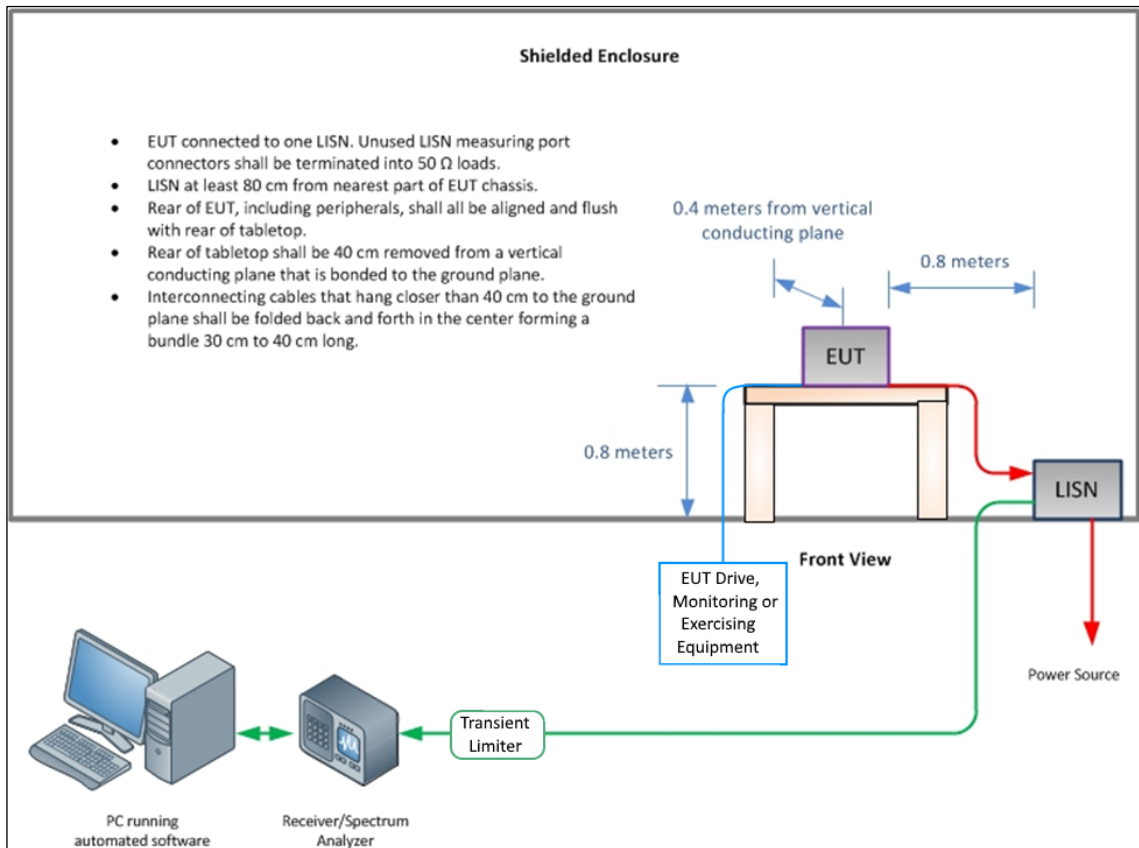 Shielded Enclosure
• EUT connected to one LISN. Unused LISN measuring port
connectors shall be terminated into 50 Ω loads.
• LISN at least 80 cm from nearest part of EUT chassis.
• Rear of EUT, including peripherals, shall all be aligned and flush
with rear of tabletop.
• Rear of tabletop shall be 40 cm removed from a vertical
conducting plane that is bonded to the ground plane.
• Interconnecting cables that hang closer than 40 cm to the ground
plane shall be folded back and forth in the center forming a
bundle 30 cm to 40 cm long.
0.4 meters from vertical
conducting plane
0.8 meters
EUT
0.8 meters
LISN
Front View
EUT Drive,
Monitoring or
Exercising
Equipment
Power Source
Transient
Limiter
PC running
automated software
Receiver/Spectrum
Analyzer